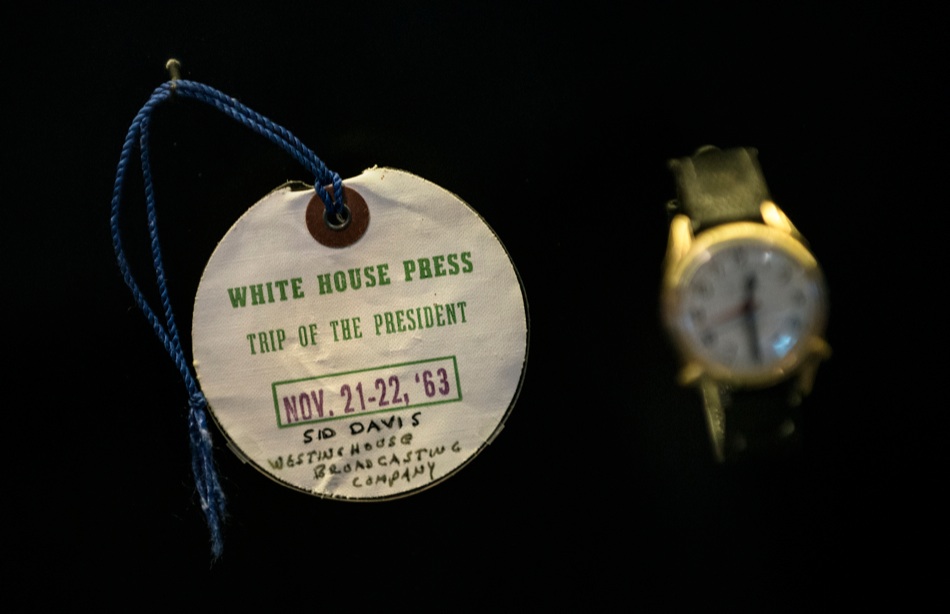 WHITE HOUSE PRESS
TRIP OF THE PRESIDENT
NOV. 21-22, '63
SID DAVIS
WESTINGHOUSE
BROADCASTING
COMPANY